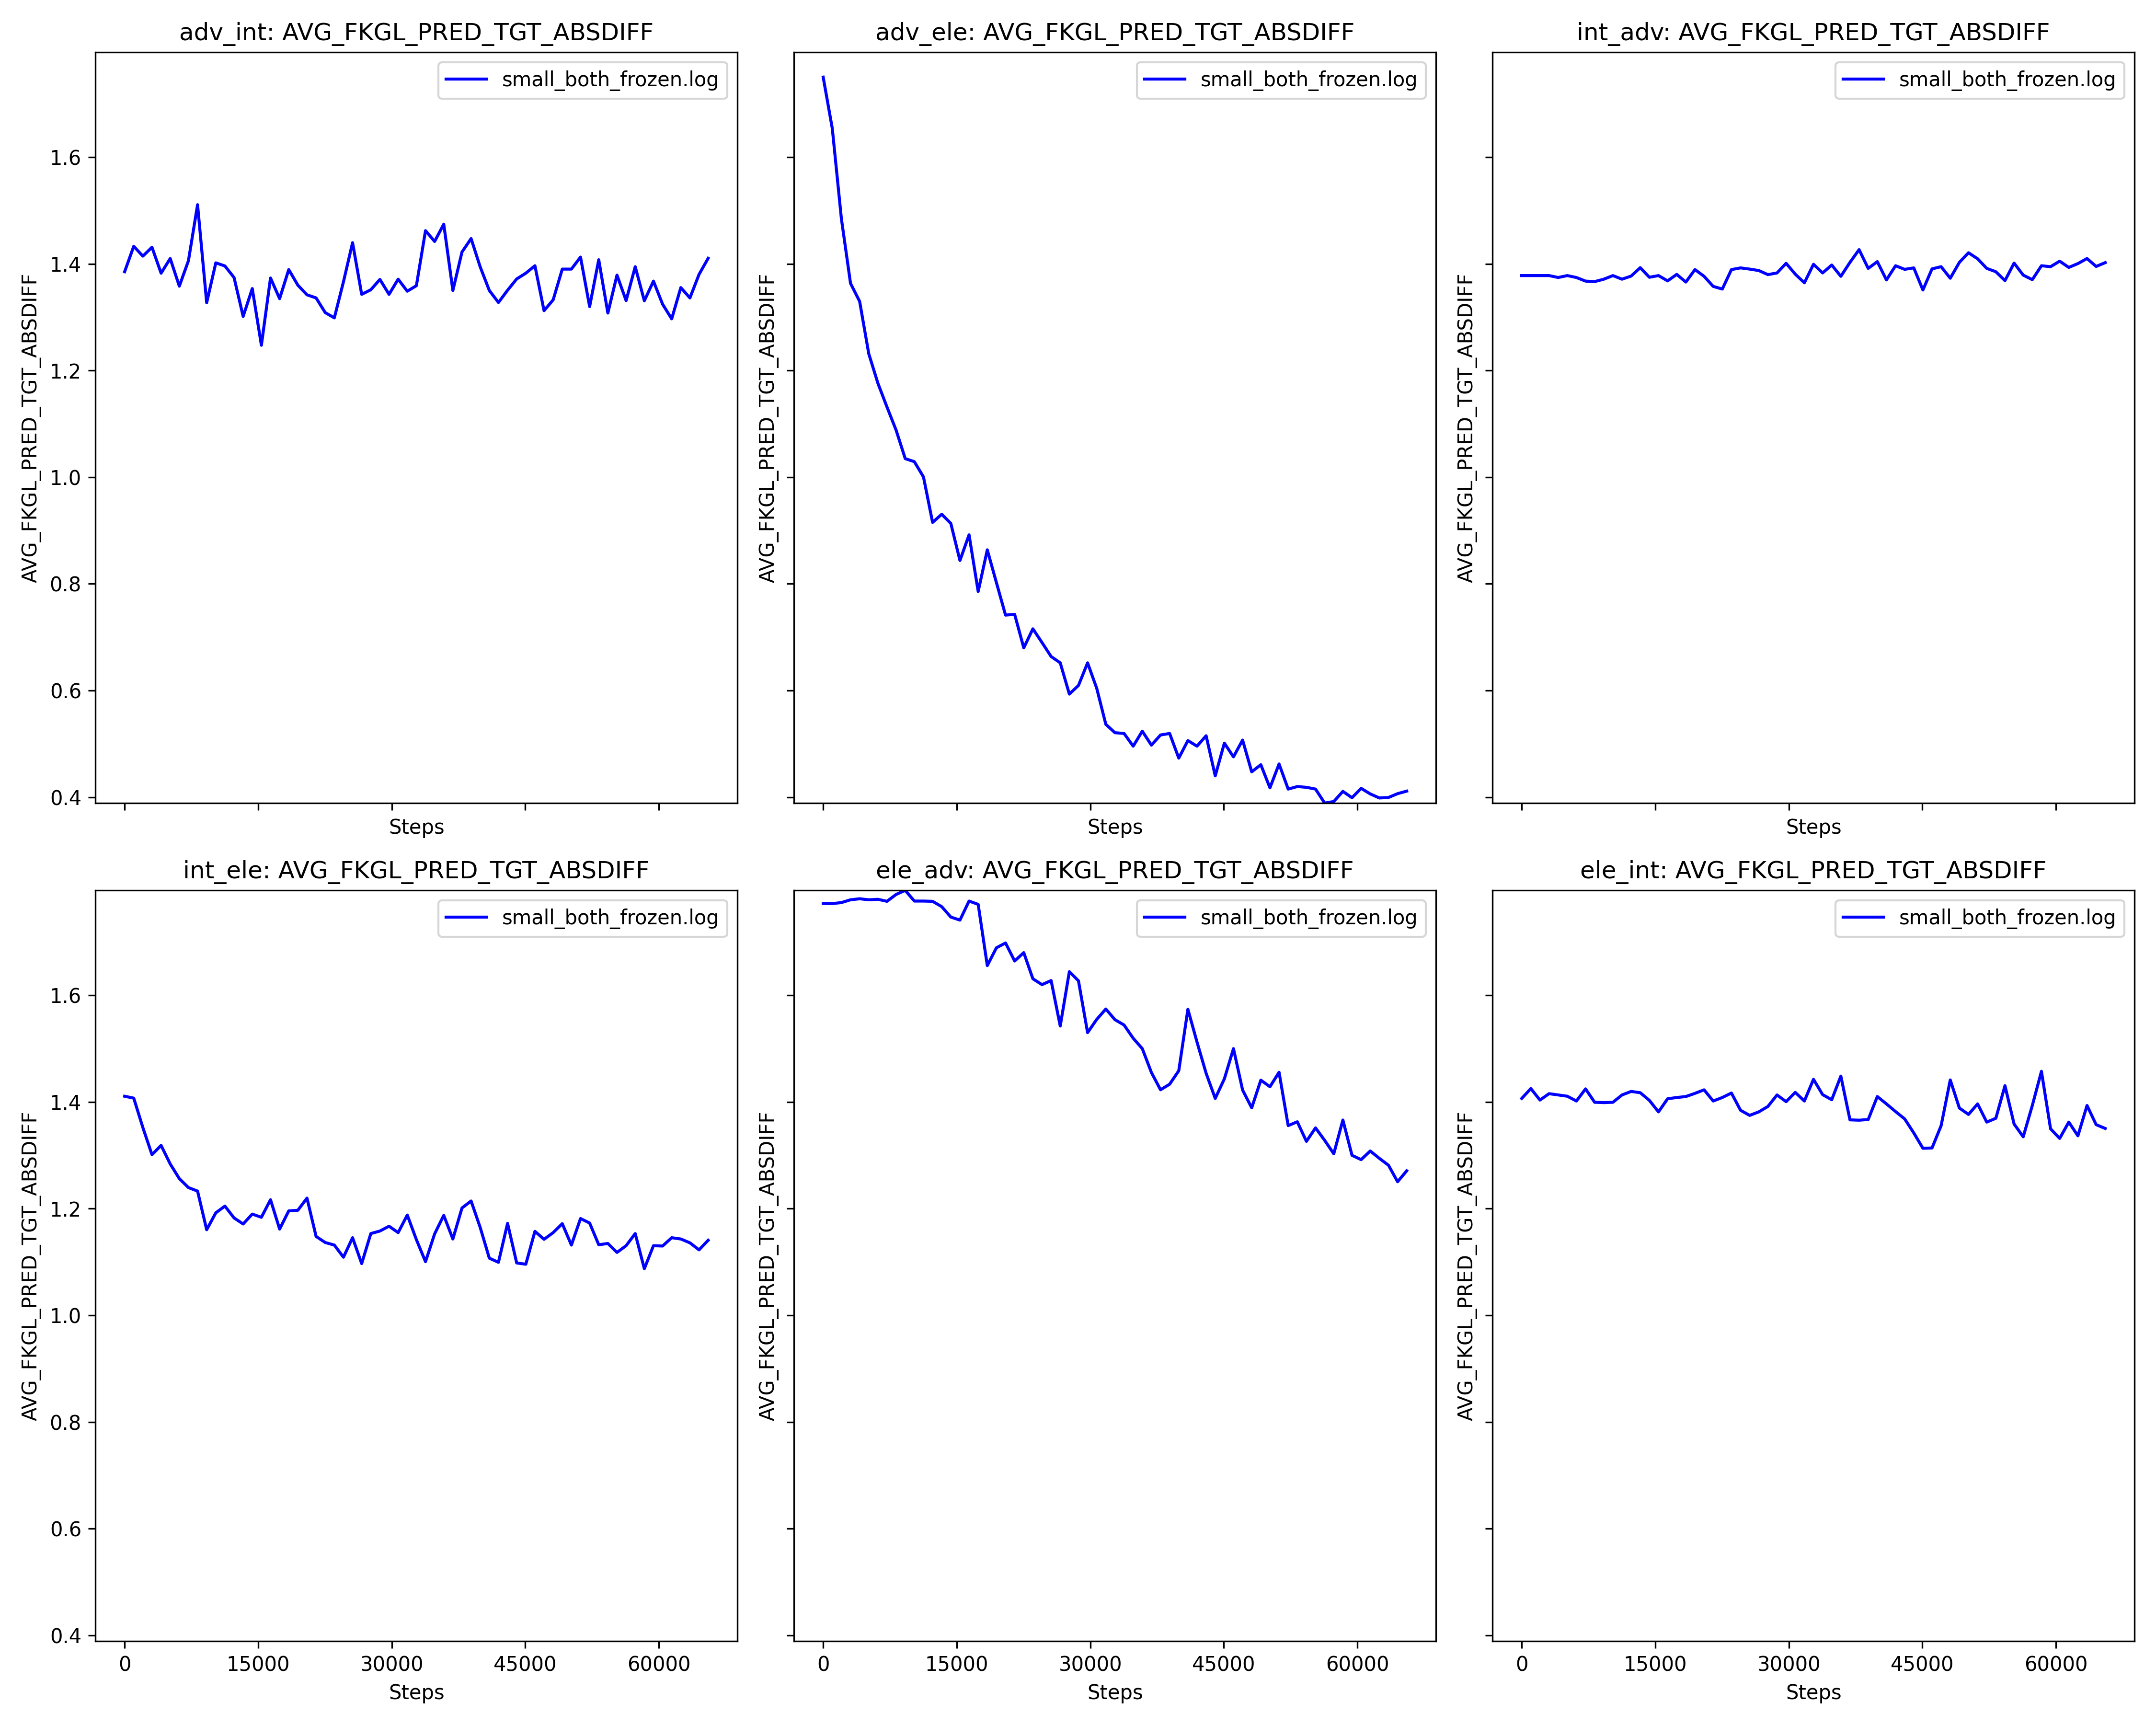 adv_int: AVG_FKGL_PRED_TGT_ABSDIFF
small_both_frozen.log
AVG_FKGL_PRED_TGT_ABSDIFF
1.6
1.4
1.2
1.0
0.8
0.6
0.4
Steps
adv_ele: AVG_FKGL_PRED_TGT_ABSDIFF
small_both_frozen.log
AVG_FKGL_PRED_TGT_ABSDIFF
Steps
int_adv: AVG_FKGL_PRED_TGT_ABSDIFF
small_both_frozen.log
AVG_FKGL_PRED_TGT_ABSDIFF
Steps
int_ele: AVG_FKGL_PRED_TGT_ABSDIFF
small_both_frozen.log
AVG_FKGL_PRED_TGT_ABSDIFF
1.6
1.4
1.2
1.0
0.8
0.6
0.4
0 15000 30000 45000 60000
Steps
ele_adv: AVG_FKGL_PRED_TGT_ABSDIFF
small_both_frozen.log
AVG_FKGL_PRED_TGT_ABSDIFF
0 15000 30000 45000 60000
Steps
ele_int: AVG_FKGL_PRED_TGT_ABSDIFF
small_both_frozen.log
AVG_FKGL_PRED_TGT_ABSDIFF
0 15000 30000 45000 60000
Steps